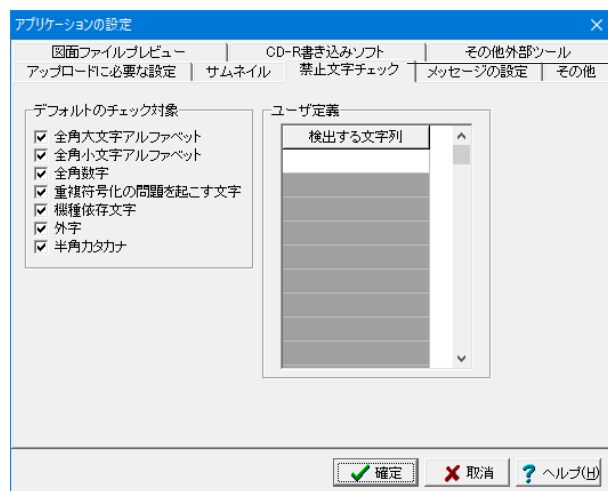 アプリケーションの設定
図面ファイルプレビュー
CD-R書き込みソフト
その他外部ツール
アップロードに必要な設定
サムネイル
禁止文字チェック
メッセージの設定
その他
デフォルトのチェック対象
全角大文字アルファベット
全角小文字アルファベット
全角数字
重複符号化の問題を起こす文字
機種依存文字
外字
半角カタカナ
ユーザ定義
検出する文字列
確定
取消
ヘルプ(H)